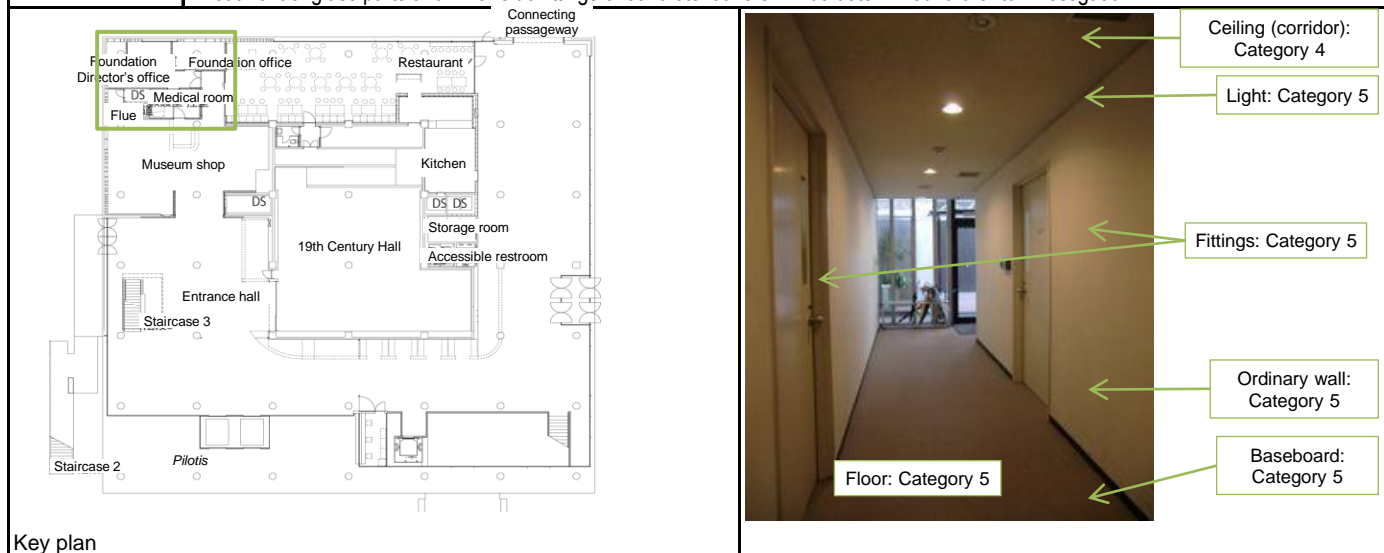 Connecting
passageway
Foundation
Director's office
Foundation office
Restaurant
DS
Medical room
Flue
Museum shop
Kitchen
DS
DS
DS
Storage room
19th Century Hall
Accessible restroom
Entrance hall
Staircase 3
Staircase 2
Pilotis
Key plan
Ceiling (corridor):
Category 4
Light: Category 5
Fittings: Category 5
Ordinary wall:
Category 5
Baseboard:
Category 5
Floor: Category 5